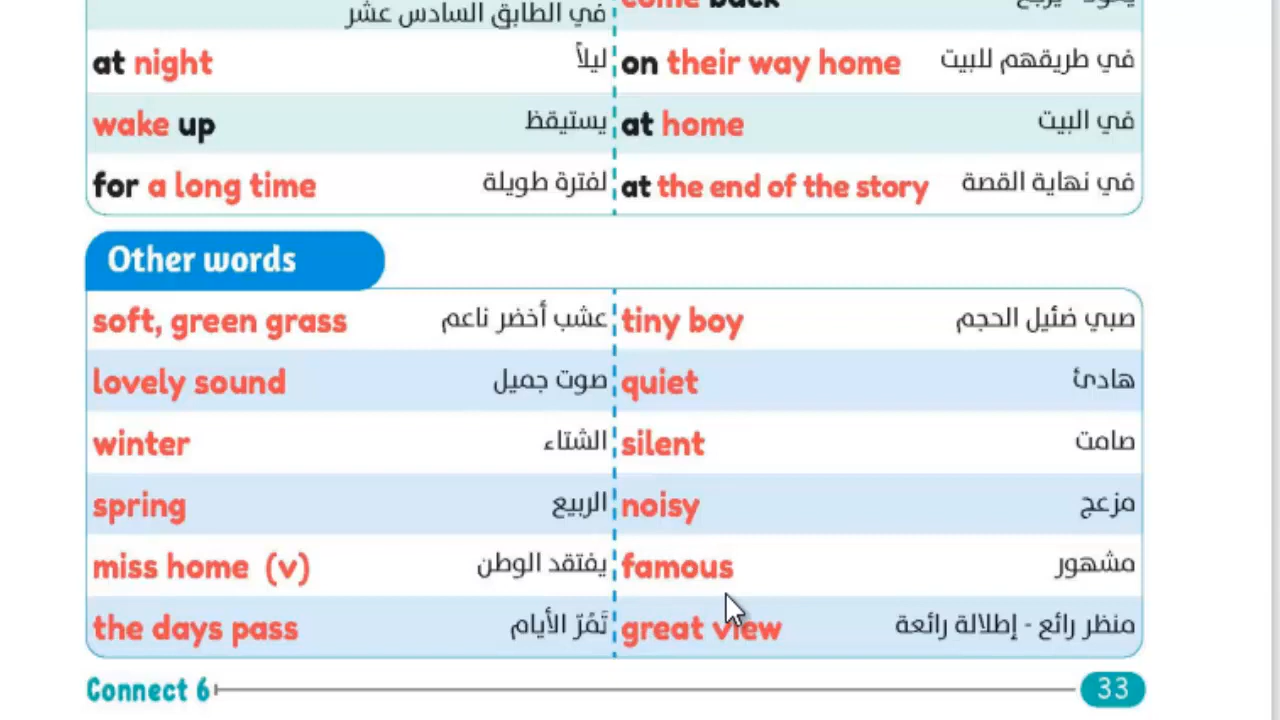 في الطابق السادس عشر
back
at night ليلاً on their way home في طريقهم للبيت
wake up يستيقظ at home في البيت
for a long time لفترة طويلة at the end of the story في نهاية القصة
Other words
soft, green grass عشب أخضر ناعم tiny boy صبي ضئيل الحجم
lovely sound صوت جميل quiet هادئ
winter الشتاء silent صامت
spring الربيع noisy مزعج
miss home (v) يفتقد الوطن famous مشهور
the days pass تَمُرّ الأيام great view منظر رائع - إطلالة رائعة
Connect 6 33